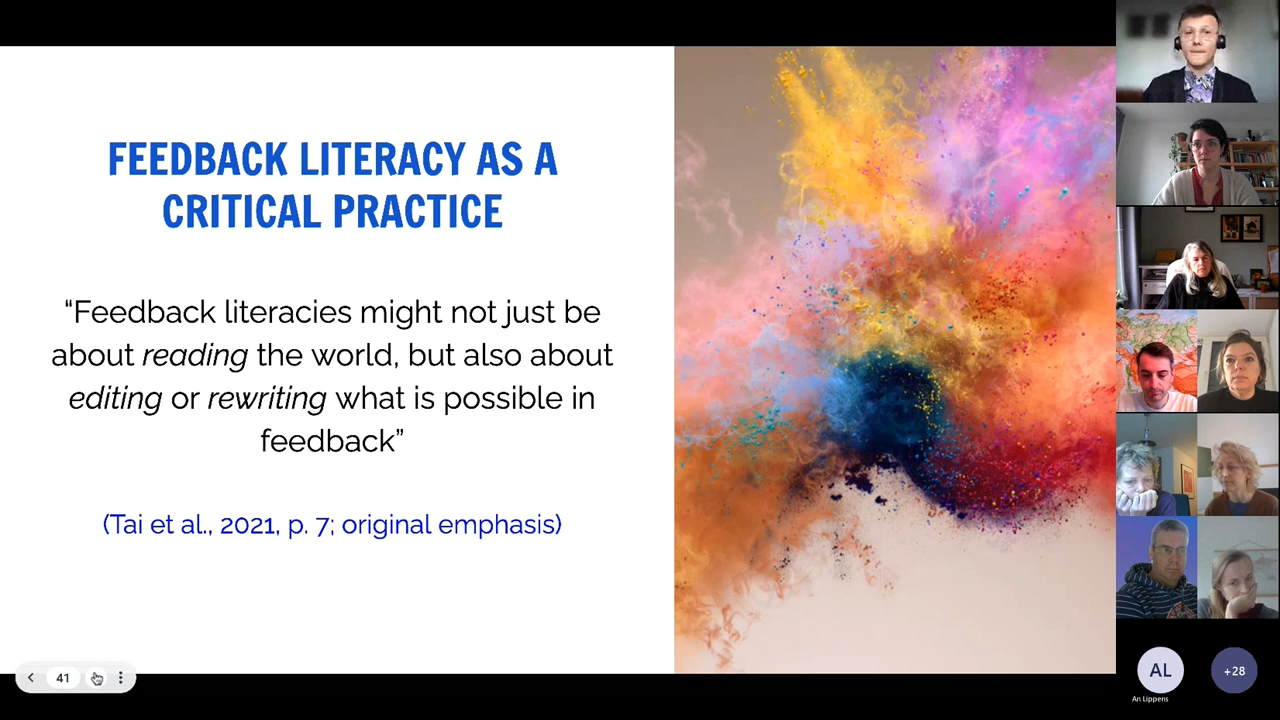 FEEDBACK LITERACY AS A
CRITICAL PRACTICE
“Feedback literacies might not just be
about reading the world, but also about
editing or rewriting what is possible in
feedback”
(Tai et al., 2021, p. 7; original emphasis)
41
AL
An Lippens
+28